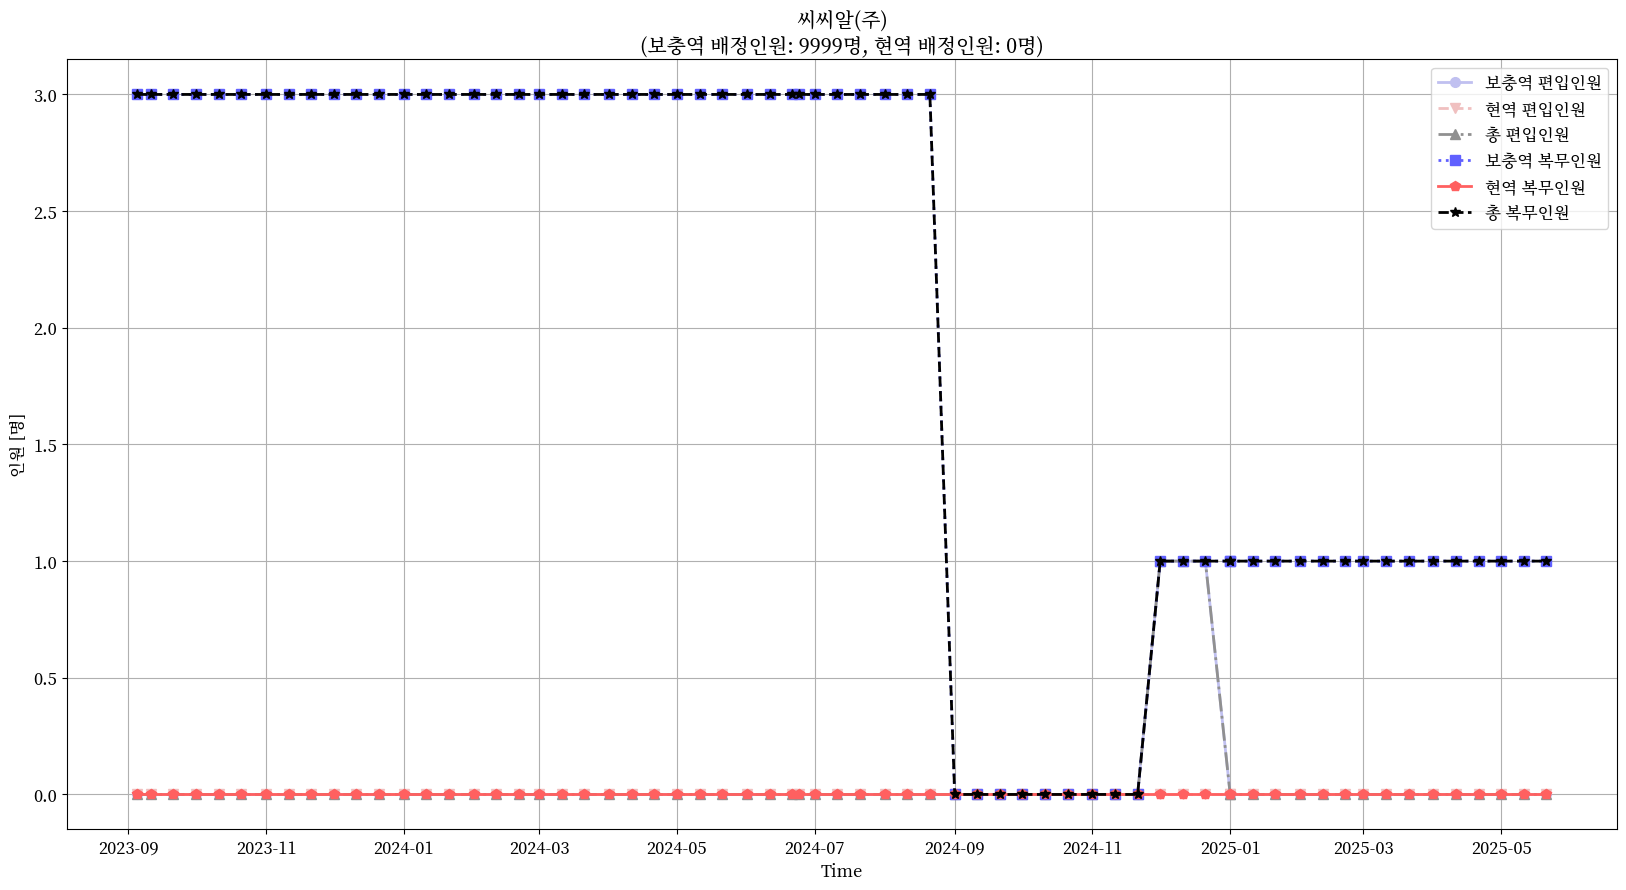 씨씨알(주)
(보충역 배정인원: 9999명, 현역 배정인원: 0명)
보충역 편입인원
현역 편입인원
총 편입인원
보충역 복무인원
현역 복무인원
총 복무인원
인원 [명]
3.0
2.5
2.0
1.5
1.0
0.5
0.0
2023-09 2023-11 2024-01 2024-03 2024-05 2024-07 2024-09 2024-11 2025-01 2025-03 2025-05
Time